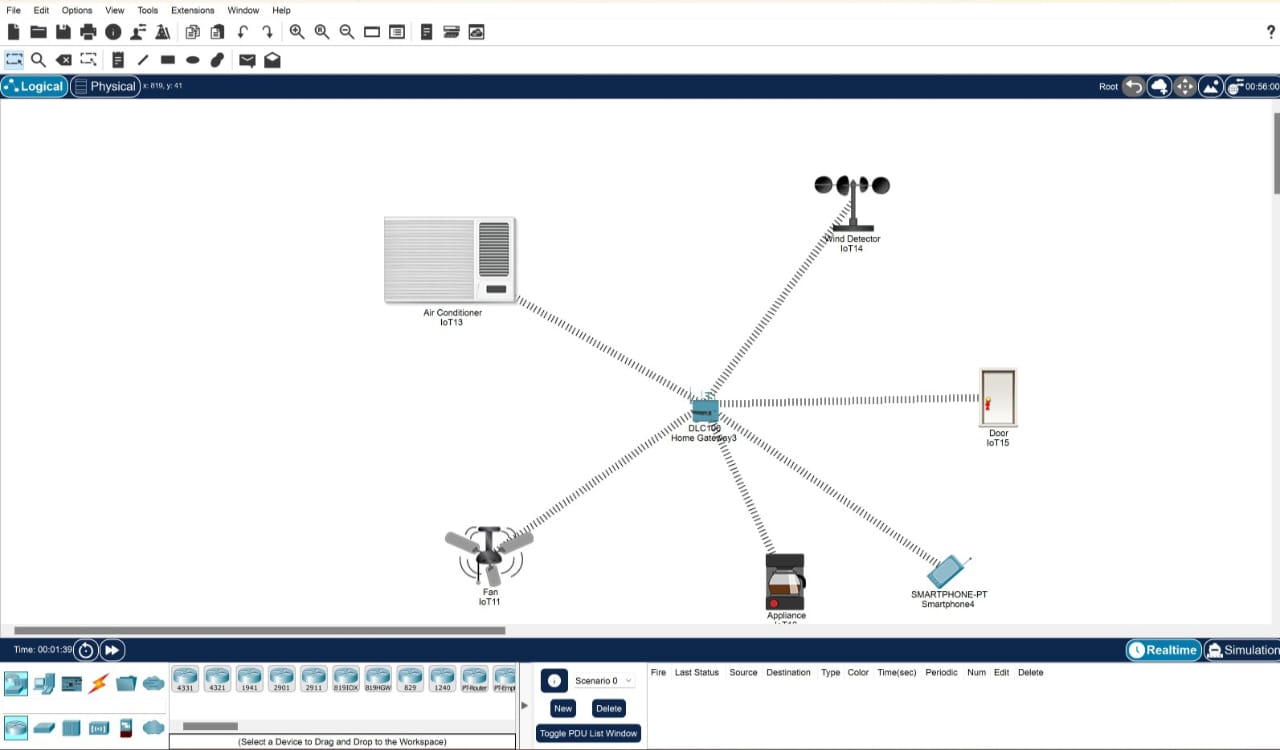 File Edit Options View Tools Extensions Window Help
?
Logical Physical x: 819, y: 41 Root 00:56:00
Wind Detector
IoT14
Air Conditioner
IoT13
DLC100
Home Gateway3
Door
IoT15
Fan
IoT11
SMARTPHONE-PT
Smartphone4
Appliance
Time: 00:01:39 Realtime Simulation
4331 4321 1941 2901 2911 819IOX 819HGW 829 1240 PT-Router PT-Empt
(Select a Device to Drag and Drop to the Workspace)
Scenario 0
New Delete
Toggle PDU List Window
Fire Last Status Source Destination Type Color Time(sec) Periodic Num Edit Delete